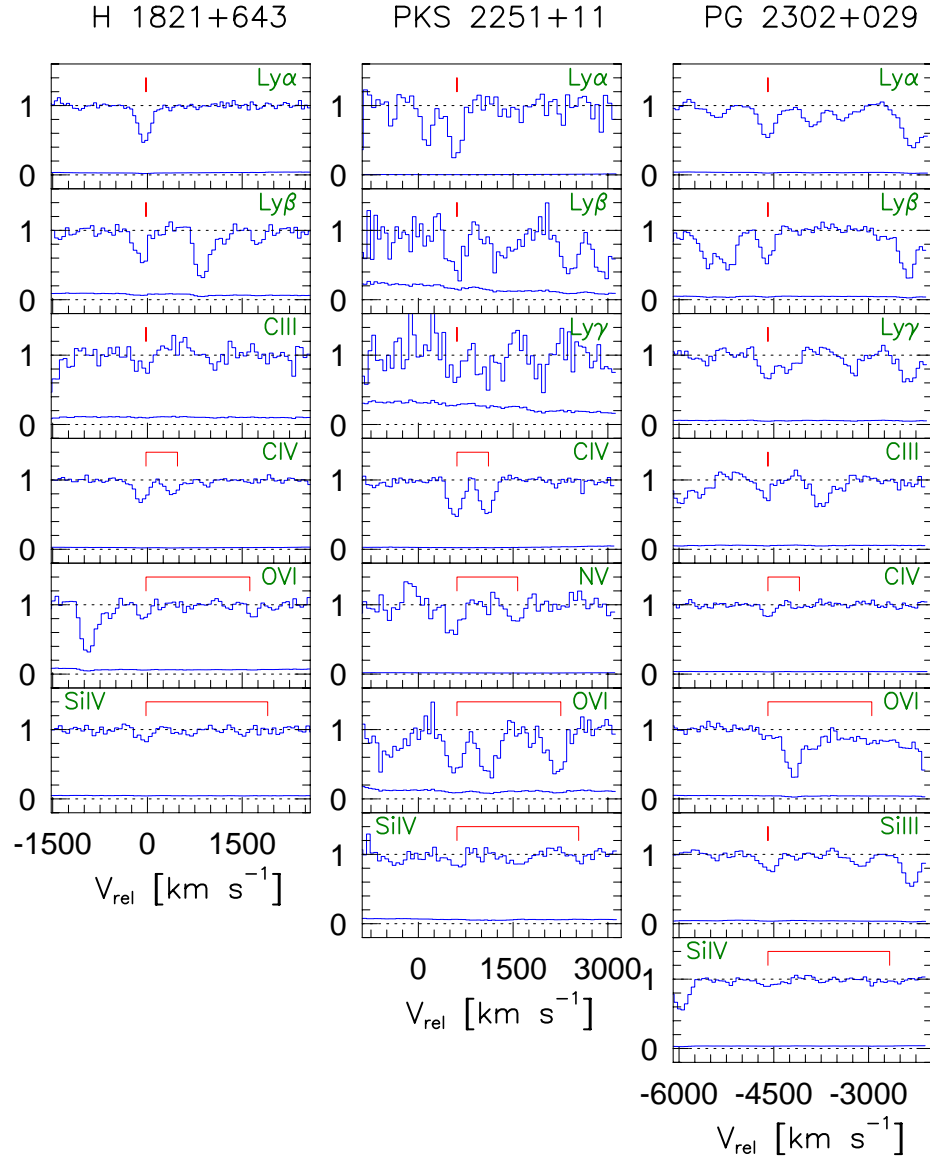 H 1821+643
PKS 2251+11
PG 2302+029
Lyα
1
0
Lyβ
1
0
CIII
1
0
CIV
1
0
OVI
1
0
SiIV
1
0
-1500 0 1500
V_rel [km s⁻¹]
Lyα
1
0
Lyβ
1
0
Lyγ
1
0
CIV
1
0
NV
1
0
OVI
1
0
SiIV
1
0
0 1500 3000
V_rel [km s⁻¹]
Lyα
1
0
Lyβ
1
0
Lyγ
1
0
CIII
1
0
CIV
1
0
OVI
1
0
SiIII
1
0
SiIV
1
0
-6000 -4500 -3000
V_rel [km s⁻¹]